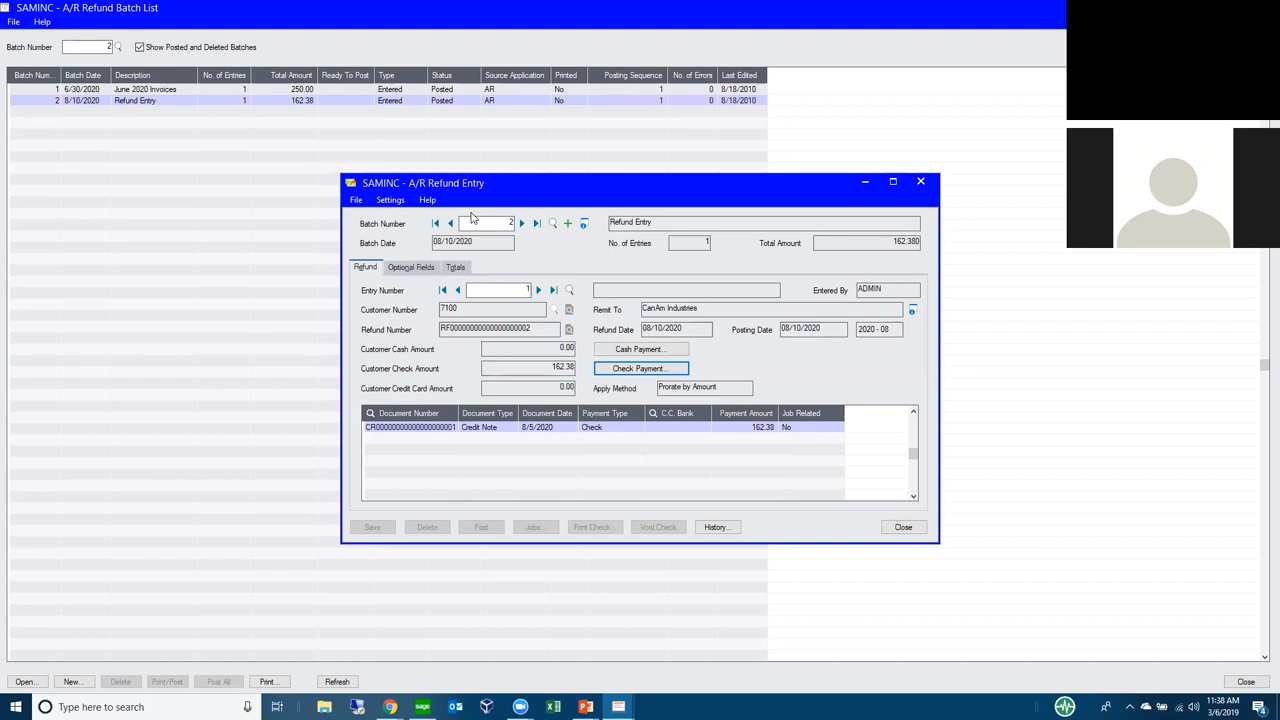 SAMINC - A/R Refund Batch List
File Help
Batch Number 2 Show Posted and Deleted Batches
Batch Num... Batch Date Description No. of Entries Total Amount Ready To Post Type Status Source Application Printed Posting Sequence No. of Errors Last Edited
1 6/30/2020 June 2020 Invoices 1 250.00 Entered Posted AR No 1 0 8/18/2010
2 8/10/2020 Refund Entry 1 162.38 Entered Posted AR No 1 0 8/18/2010
SAMINC - A/R Refund Entry
File Settings Help
Batch Number 2 Refund Entry
Batch Date 08/10/2020 No. of Entries 1 Total Amount 162.380
Refund Optional Fields Totals
Entry Number 1 Entered By ADMIN
Customer Number 7100 Remit To CanAm Industries
Refund Number RF00000000000000000002 Refund Date 08/10/2020 Posting Date 08/10/2020 2020 - 08
Customer Cash Amount 0.00 Cash Payment...
Customer Check Amount 162.38 Check Payment...
Customer Credit Card Amount 0.00 Apply Method Prorate by Amount
Document Number Document Type Document Date Payment Type C.C. Bank Payment Amount Job Related
CR00000000000000000001 Credit Note 8/5/2020 Check 162.38 No
Save Delete Post Jobs... Print Check... Void Check History... Close
Open... New... Delete Print/Post Post All Print... Refresh Close
Type here to search sage 11:38 AM
3/6/2019 4